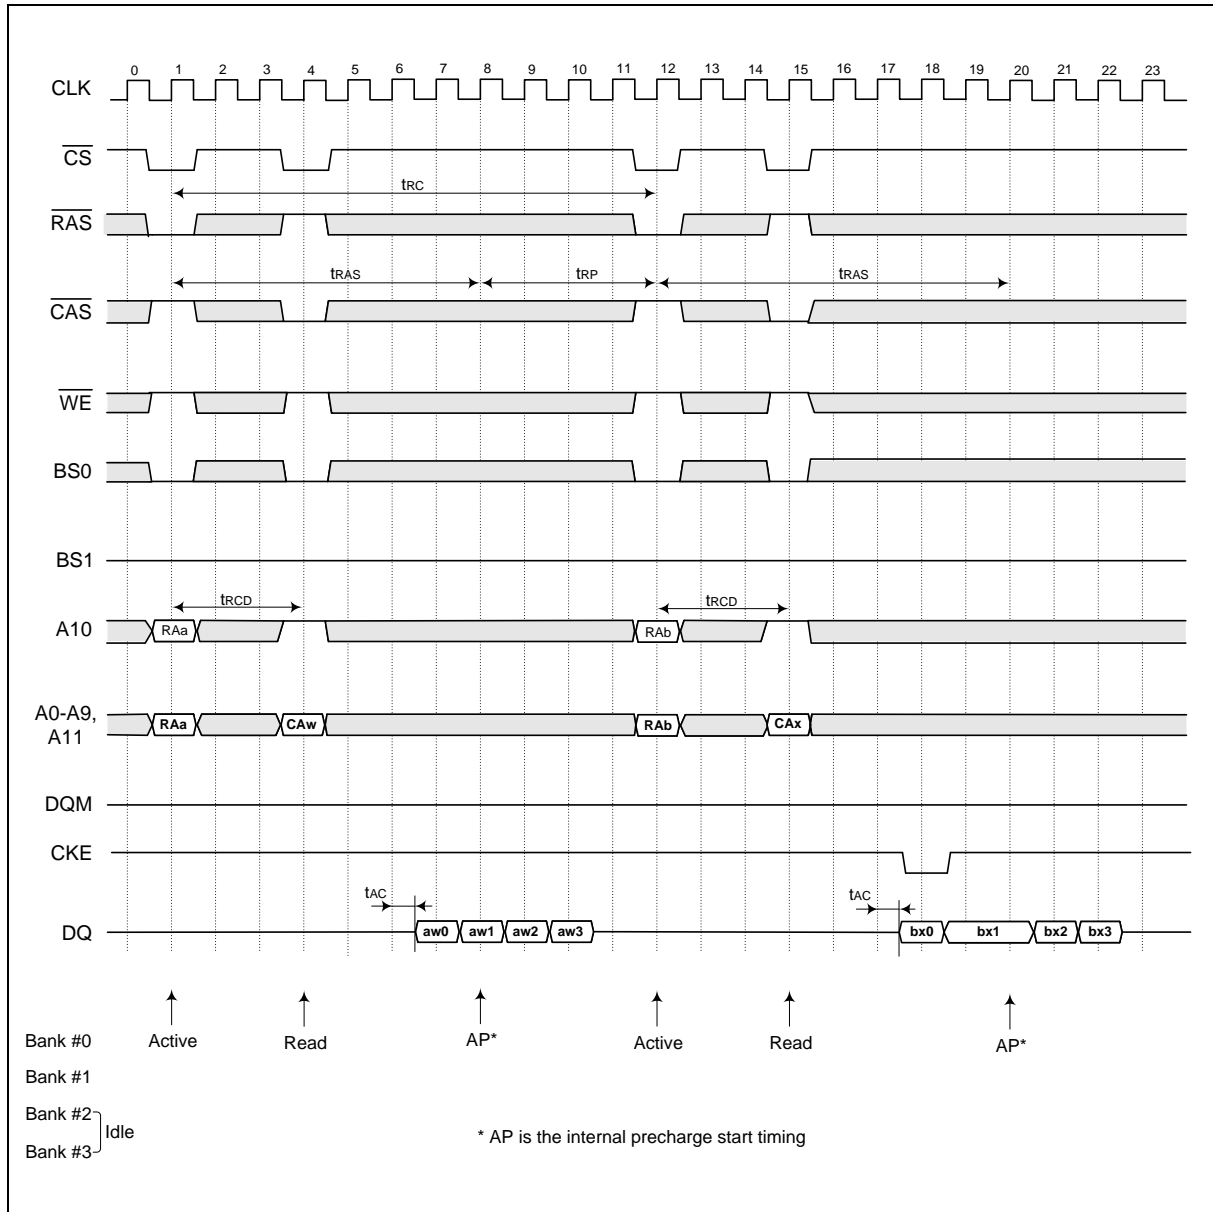 0 1 2 3 4 5 6 7 8 9 10 11 12 13 14 15 16 17 18 19 20 21 22 23
CLK
CS
tRC
RAS
tRAS tRP tRAS
CAS
WE
BS0
BS1
tRCD tRCD
A10 RAa RAb
A0-A9,
A11 RAa CAw RAb CAx
DQM
CKE
tAC tAC
DQ aw0 aw1 aw2 aw3 bx0 bx1 bx2 bx3
Bank #0 Active Read AP* Active Read AP*
Bank #1
Bank #2
Idle
Bank #3
* AP is the internal precharge start timing